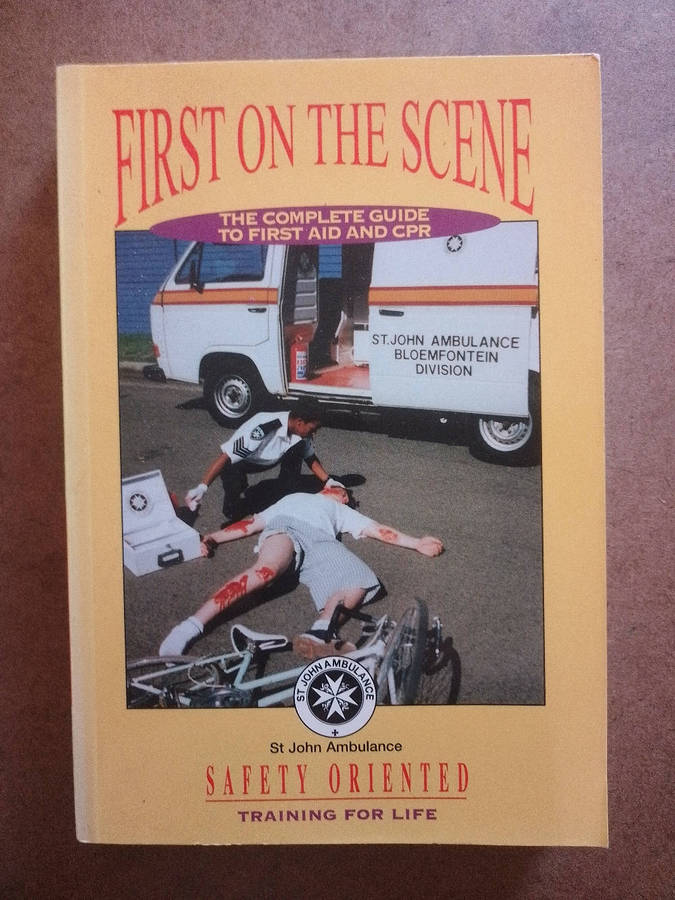 FIRST ON THE SCENE
THE COMPLETE GUIDE
TO FIRST AID AND CPR
ST. JOHN AMBULANCE
BLOEMFONTEIN
DIVISION
ST JOHN AMBULANCE
St John Ambulance
SAFETY ORIENTED
TRAINING FOR LIFE